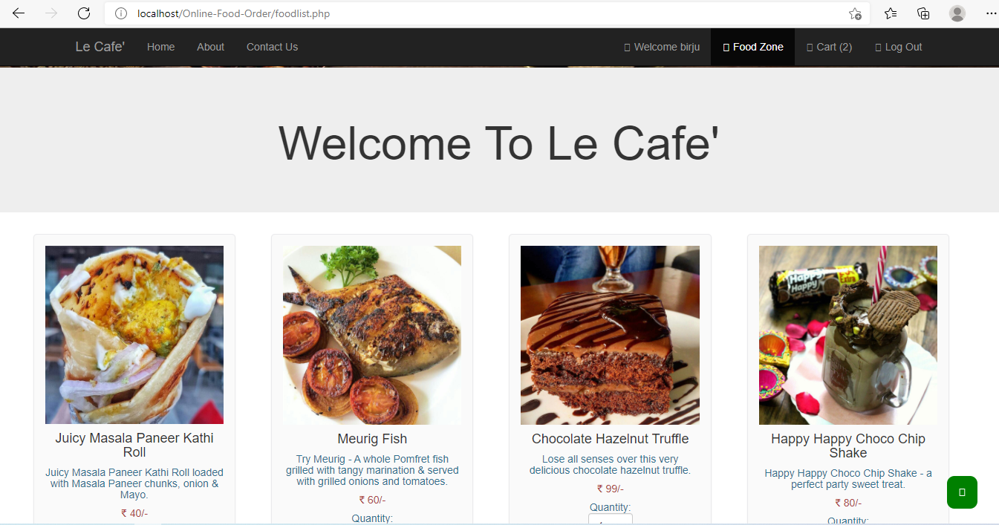 localhost/Online-Food-Order/foodlist.php
Le Cafe' Home About Contact Us Welcome birju Food Zone Cart (2) Log Out
Welcome To Le Cafe'
Juicy Masala Paneer Kathi
Roll
Juicy Masala Paneer Kathi Roll loaded
with Masala Paneer chunks, onion &
Mayo.
₹ 40/-
Meurig Fish
Try Meurig - A whole Pomfret fish
grilled with tangy marination & served
with grilled onions and tomatoes.
₹ 60/-
Quantity:
Chocolate Hazelnut Truffle
Lose all senses over this very
delicious chocolate hazelnut truffle.
₹ 99/-
Quantity:
Happy
Happy
Happy Happy Choco Chip
Shake
Happy Happy Choco Chip Shake - a
perfect party sweet treat.
₹ 80/-
Quantity: